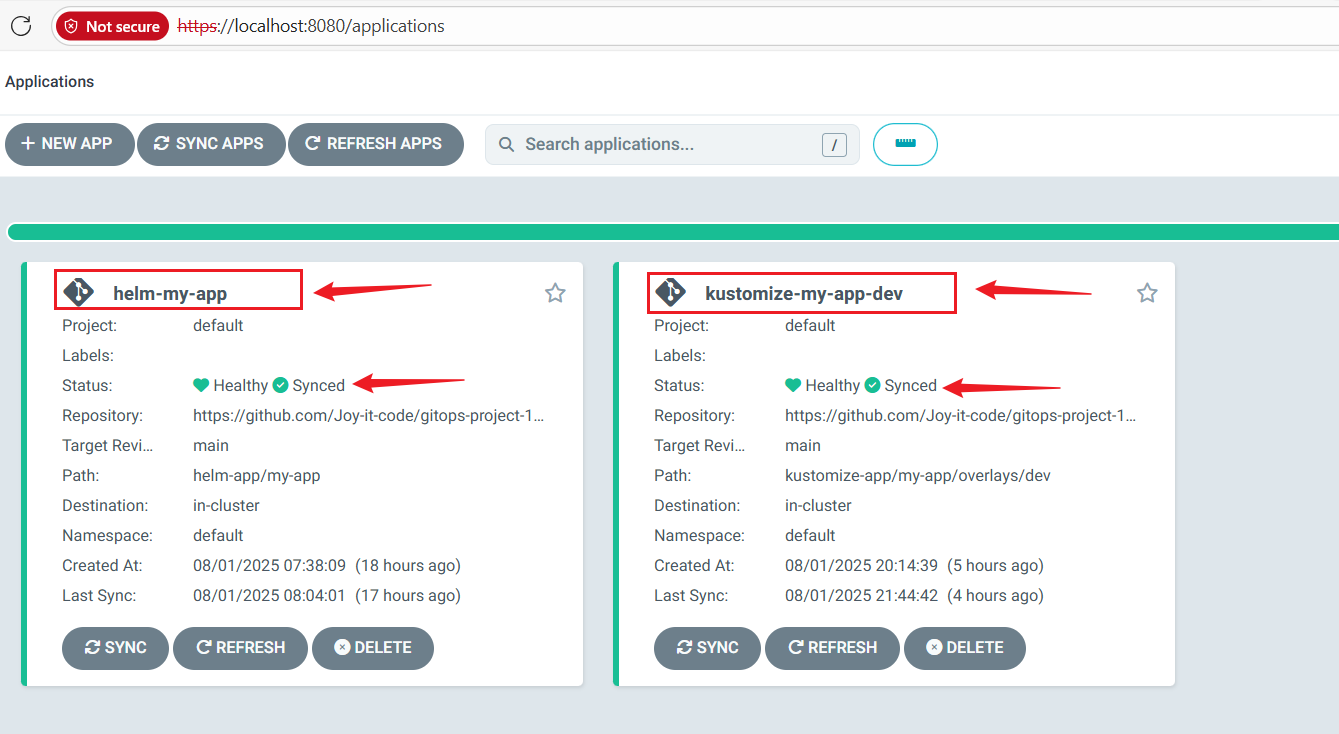 Not secure https://localhost:8080/applications
Applications
NEW APP SYNC APPS REFRESH APPS Search applications... /
helm-my-app
Project: default
Labels:
Status: Healthy Synced
Repository: https://github.com/Joy-it-code/gitops-project-1...
Target Revi... main
Path: helm-app/my-app
Destination: in-cluster
Namespace: default
Created At: 08/01/2025 07:38:09 (18 hours ago)
Last Sync: 08/01/2025 08:04:01 (17 hours ago)
SYNC REFRESH DELETE
kustomize-my-app-dev
Project: default
Labels:
Status: Healthy Synced
Repository: https://github.com/Joy-it-code/gitops-project-1...
Target Revi... main
Path: kustomize-app/my-app/overlays/dev
Destination: in-cluster
Namespace: default
Created At: 08/01/2025 20:14:39 (5 hours ago)
Last Sync: 08/01/2025 21:44:42 (4 hours ago)
SYNC REFRESH DELETE